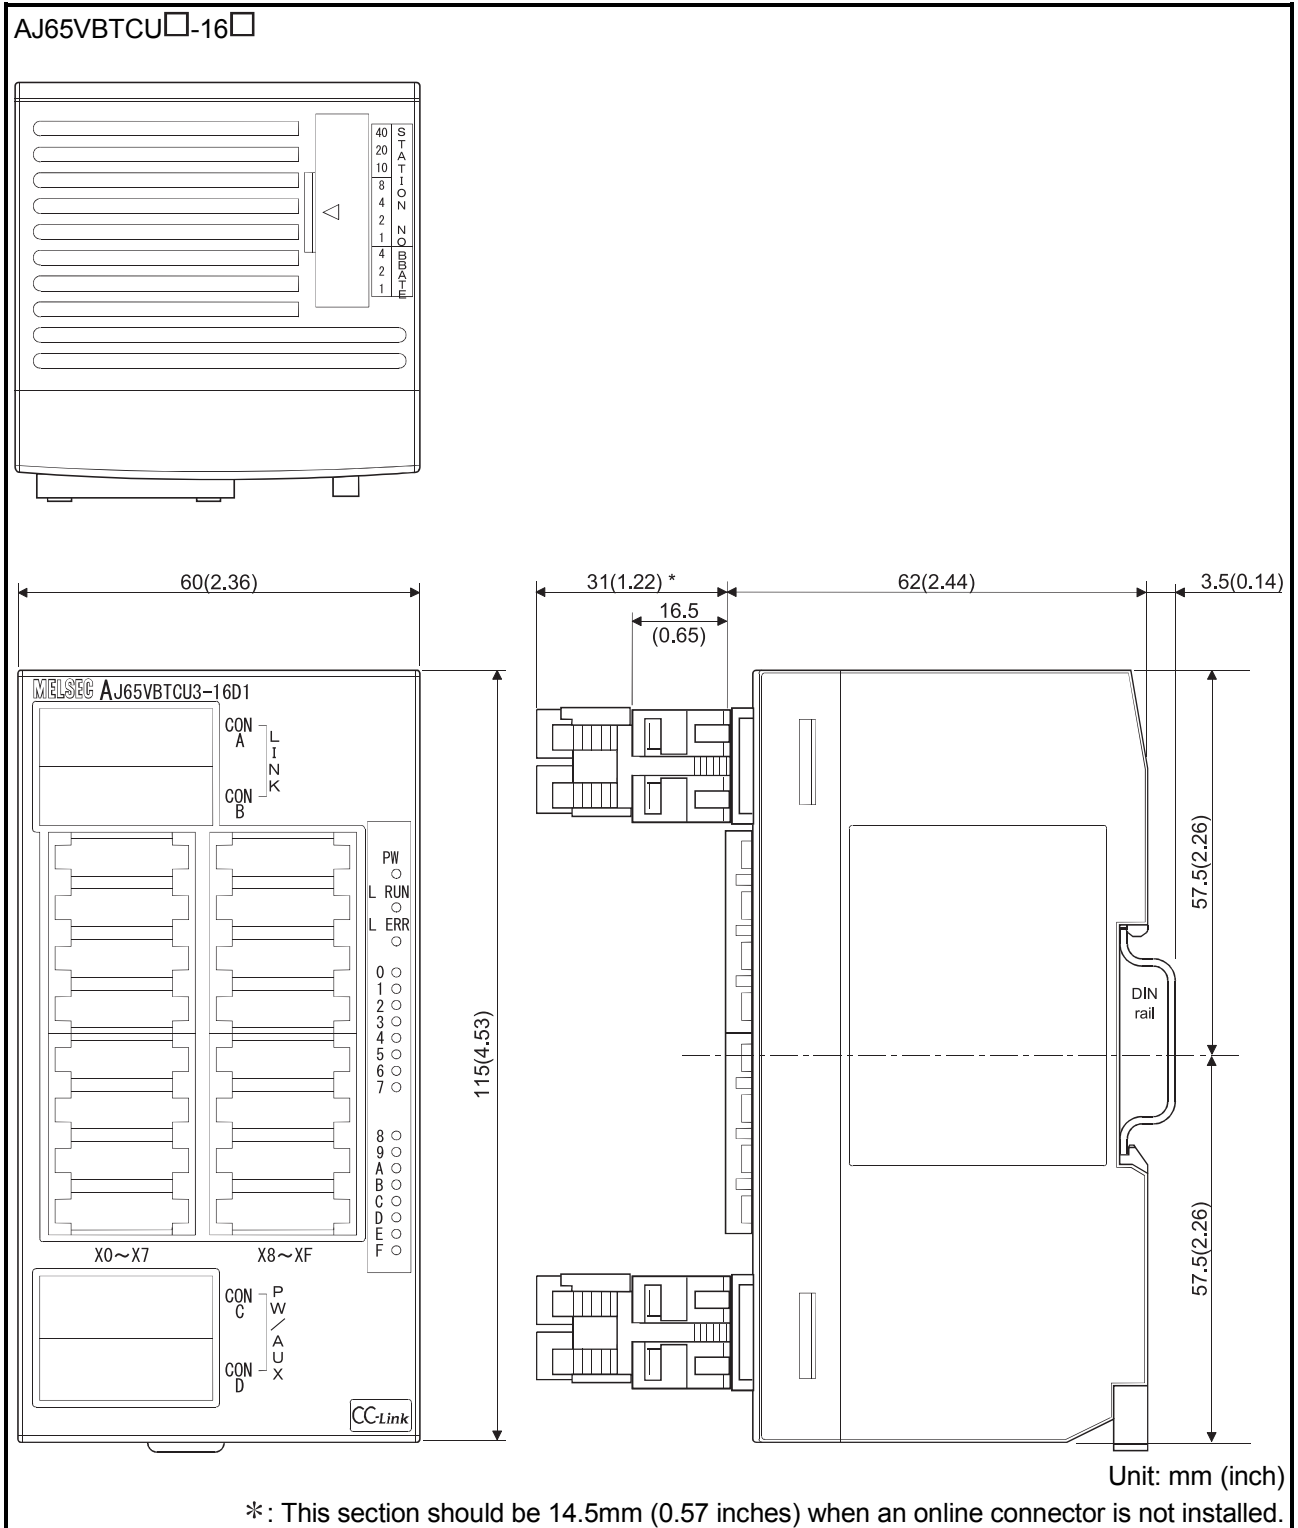 AJ65VBTCU□-16□
40
20
10
8
4
2
1
4
2
1
STATION NO
BBATE
60(2.36)
31(1.22) *
62(2.44)
3.5(0.14)
16.5
(0.65)
MELSEC AJ65VBTCU3-16D1
CON
A
CON
B
LINK
PW
L RUN
L ERR
0
1
2
3
4
5
6
7
8
9
A
B
C
D
E
F
115(4.53)
57.5(2.26)
DIN
rail
57.5(2.26)
X0～X7
X8～XF
CON
C
CON
D
PW/AUX
CC-Link
Unit: mm (inch)
*: This section should be 14.5mm (0.57 inches) when an online connector is not installed.